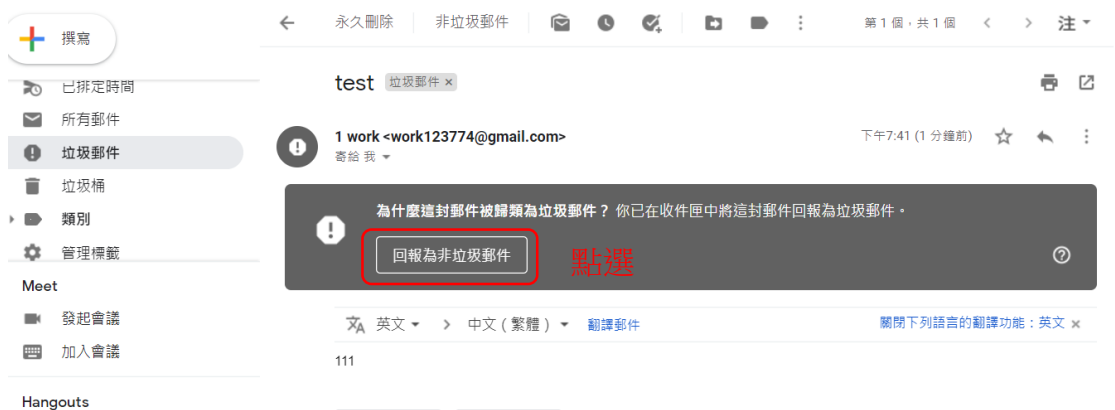 永久刪除 非垃圾郵件 第 1 個，共 1 個 注
撰寫
已排定時間
所有郵件
垃圾郵件
垃圾桶
類別
管理標籤
Meet
發起會議
加入會議
Hangouts
test 垃圾郵件 ×
1 work <work123774@gmail.com> 下午7:41 (1 分鐘前)
寄給 我
為什麼這封郵件被歸類為垃圾郵件？ 你已在收件匣中將這封郵件回報為垃圾郵件。
回報為非垃圾郵件 點選
英文 > 中文 ( 繁體 ) 翻譯郵件 關閉下列語言的翻譯功能：英文 ×
111